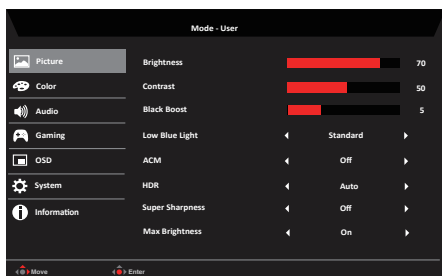 Mode - User
Picture
Brightness 70
Color
Contrast 50
Audio
Black Boost 5
Gaming
Low Blue Light Standard
OSD
ACM Off
System
HDR Auto
Information
Super Sharpness Off
Max Brightness On
Move Enter